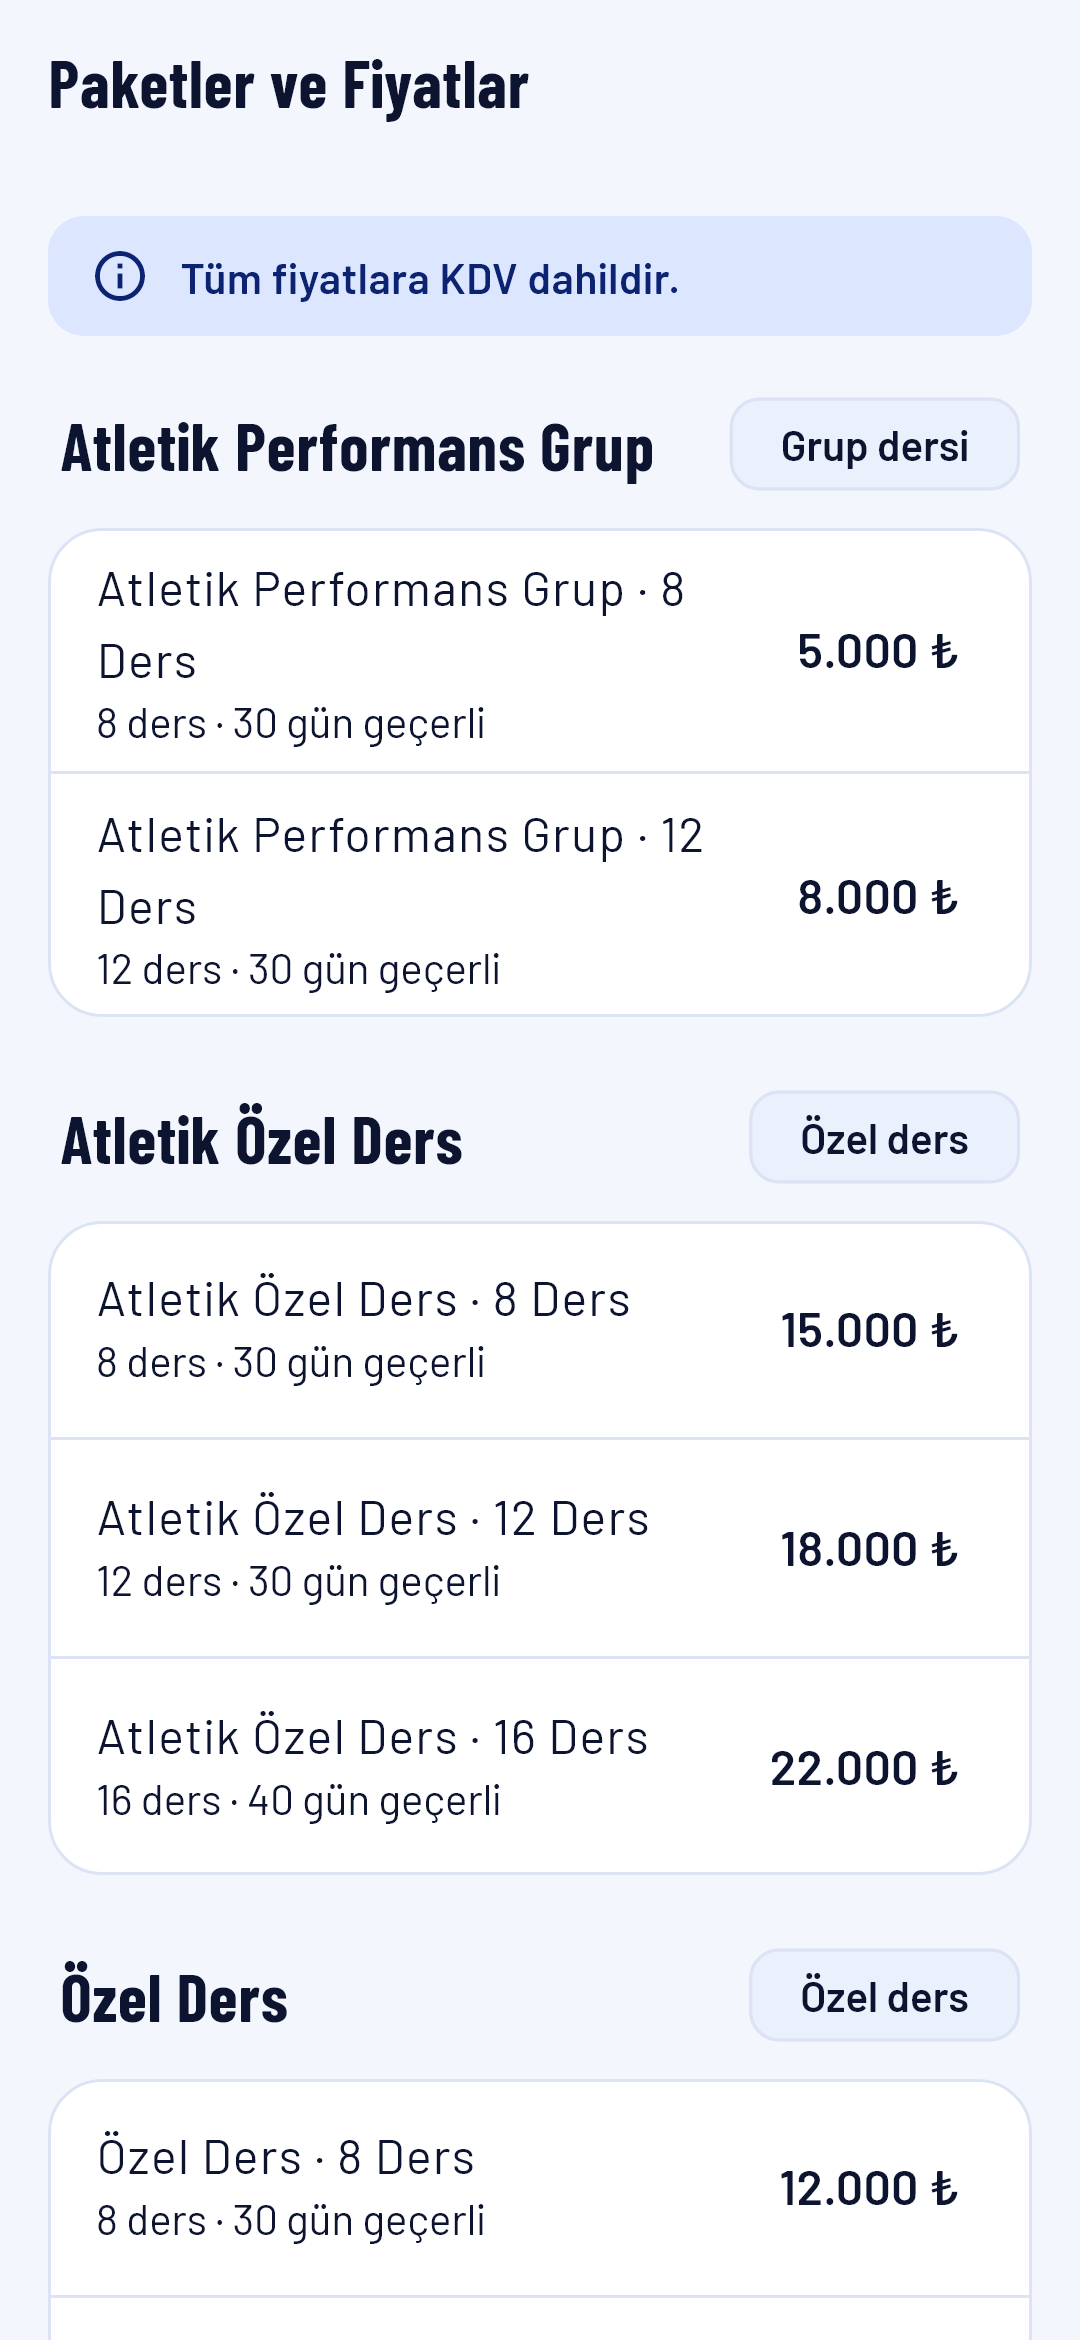 Paketler ve Fiyatlar
Tüm fiyatlara KDV dahildir.
Atletik Performans Grup
Grup dersi
Atletik Performans Grup · 8
Ders
8 ders · 30 gün geçerli
5.000 ₺
Atletik Performans Grup · 12
Ders
12 ders · 30 gün geçerli
8.000 ₺
Atletik Özel Ders
Özel ders
Atletik Özel Ders · 8 Ders
8 ders · 30 gün geçerli
15.000 ₺
Atletik Özel Ders · 12 Ders
12 ders · 30 gün geçerli
18.000 ₺
Atletik Özel Ders · 16 Ders
16 ders · 40 gün geçerli
22.000 ₺
Özel Ders
Özel ders
Özel Ders · 8 Ders
8 ders · 30 gün geçerli
12.000 ₺